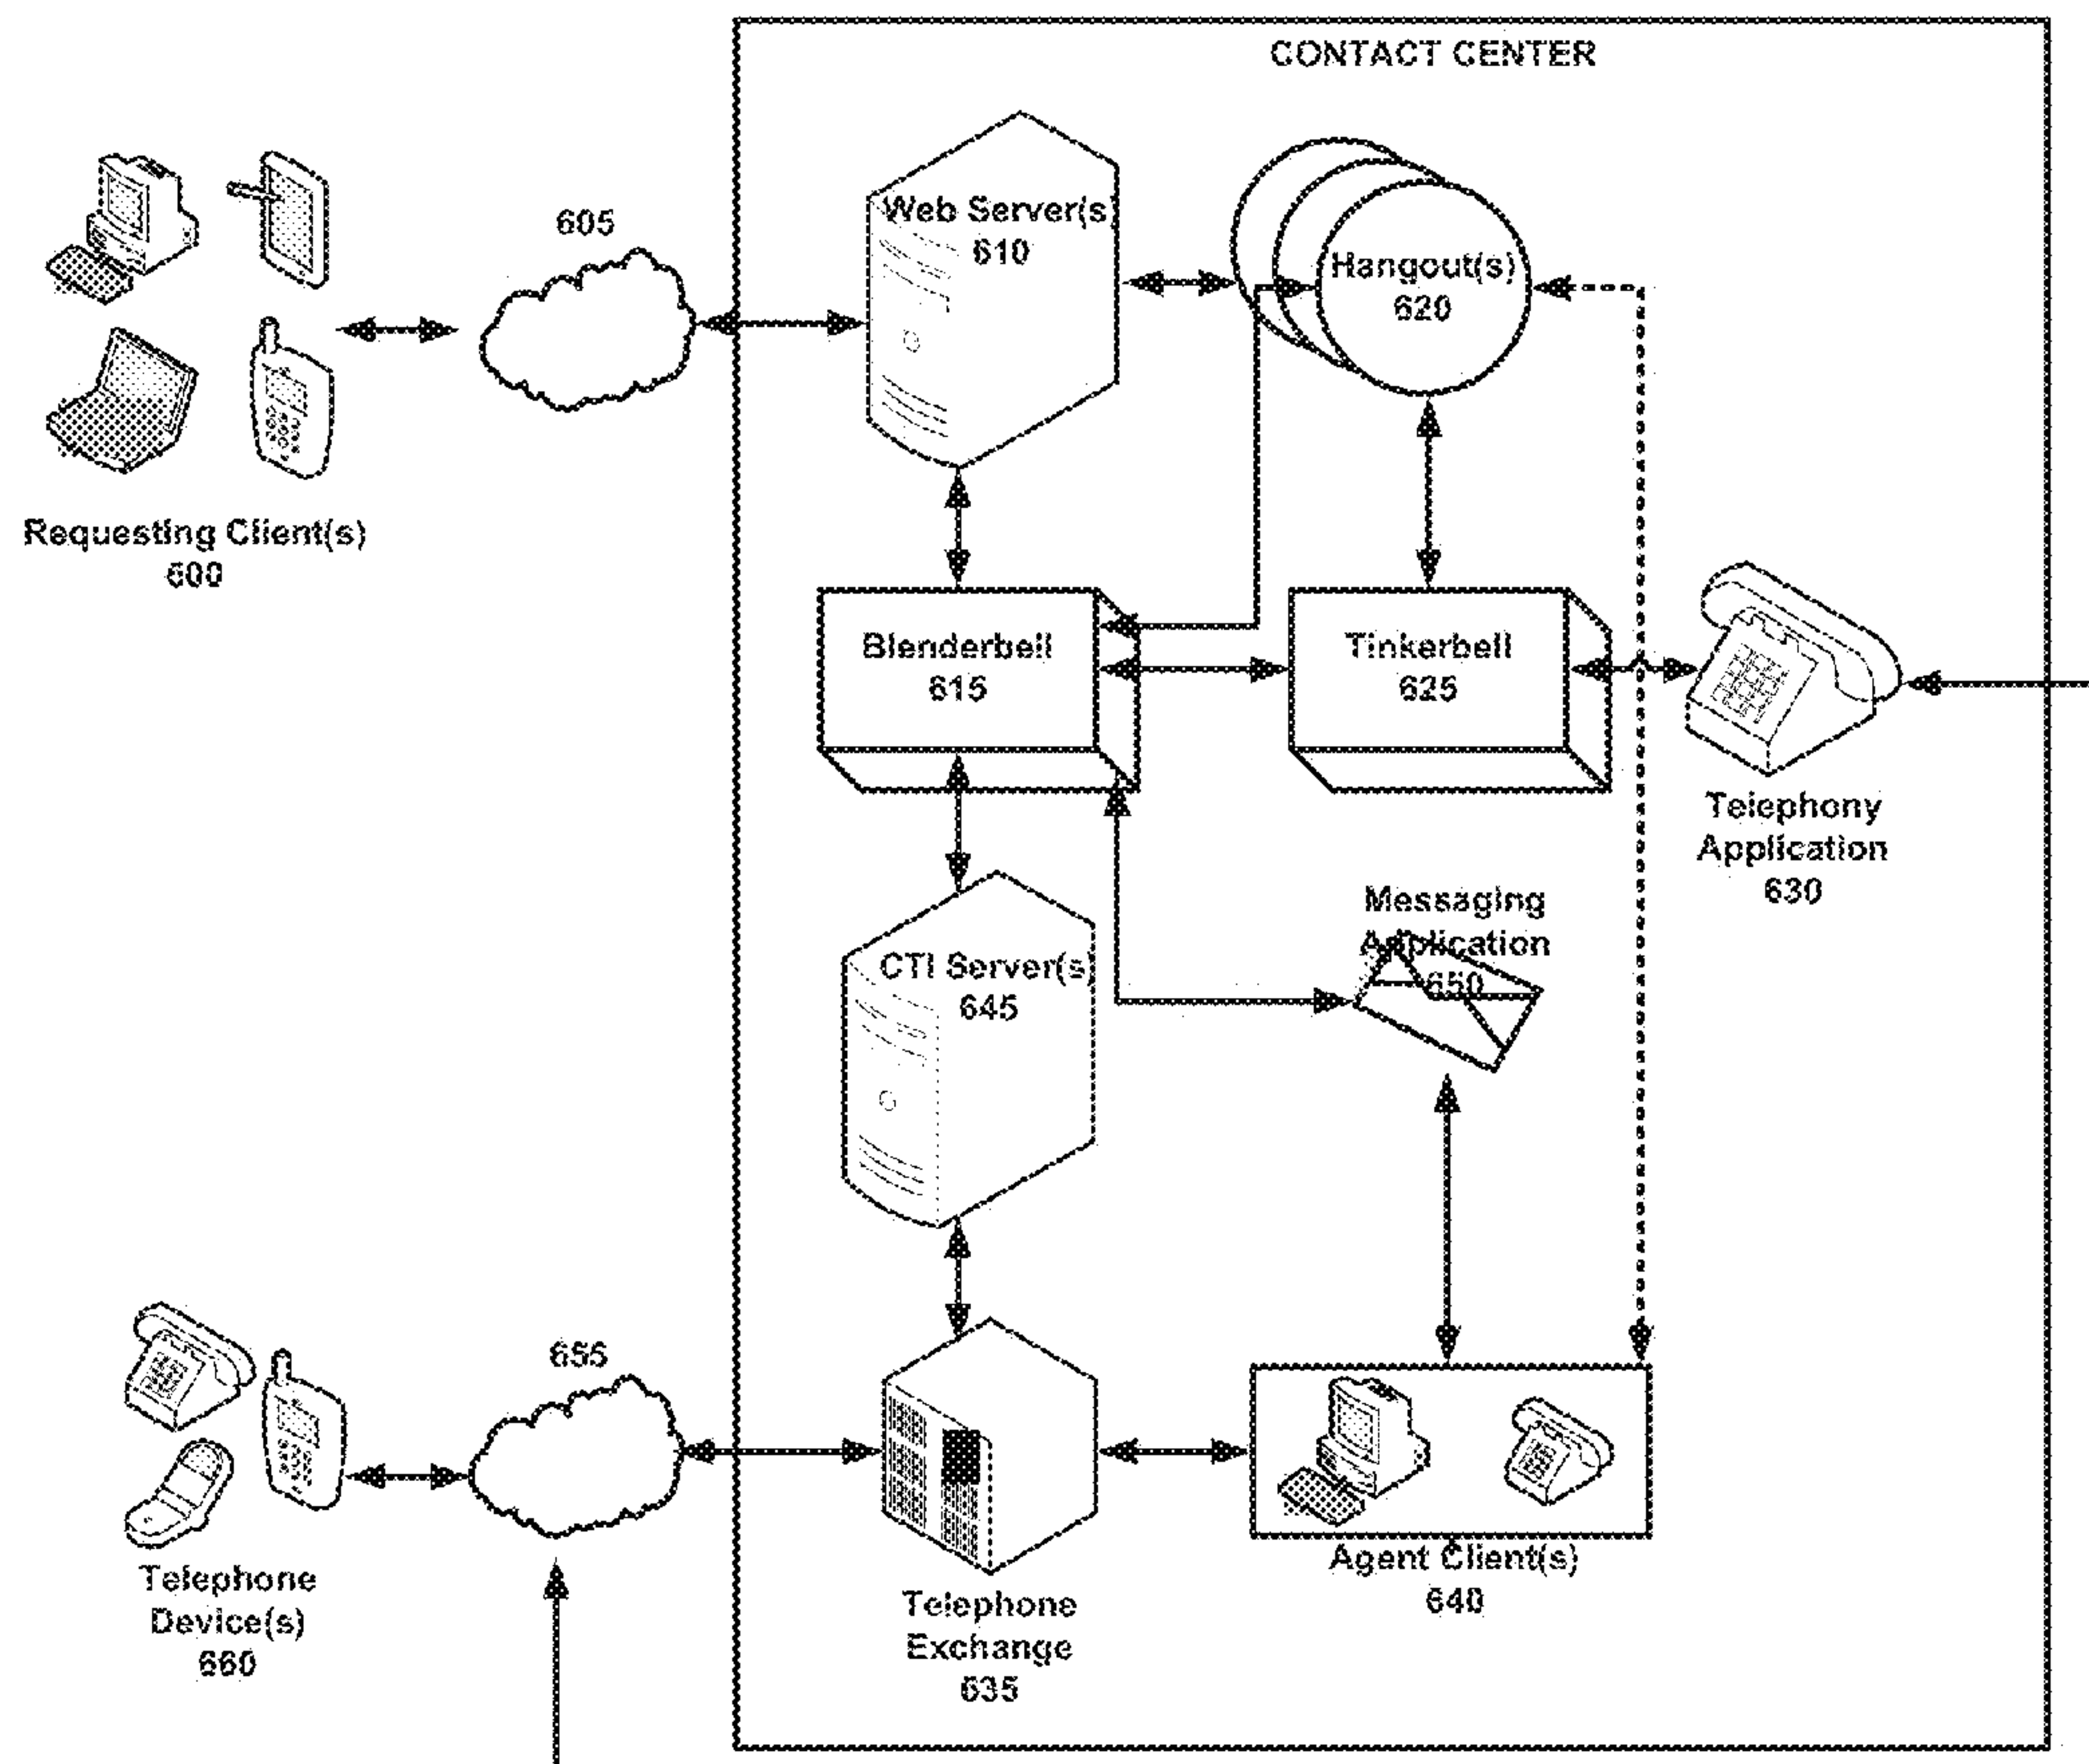 CONTACT CENTER
Web Server(s)
610
605
Hangout(s)
620
Requesting Client(s)
600
Blenderbell
615
Tinkerbell
625
Telephony
Application
630
Messaging
Application
650
CTI Server(s)
645
655
Telephone
Device(s)
660
Telephone
Exchange
635
Agent Client(s)
640